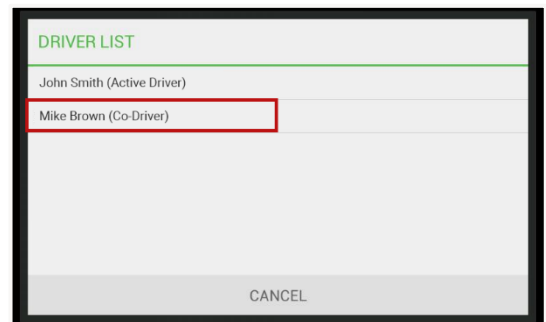 DRIVER LIST
John Smith (Active Driver)
Mike Brown (Co-Driver)
CANCEL